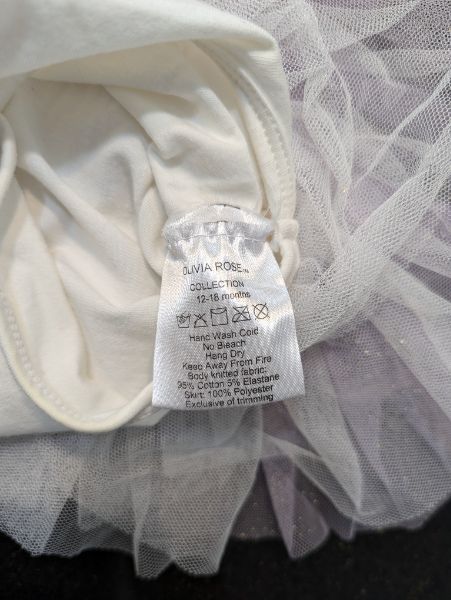 OLIVIA ROSE™
COLLECTION
12-18 months
Hand Wash Cold
No Bleach
Hang Dry
Keep Away From Fire
Body knitted fabric:
95% Cotton 5% Elastane
Skirt: 100% Polyester
Exclusive of trimming